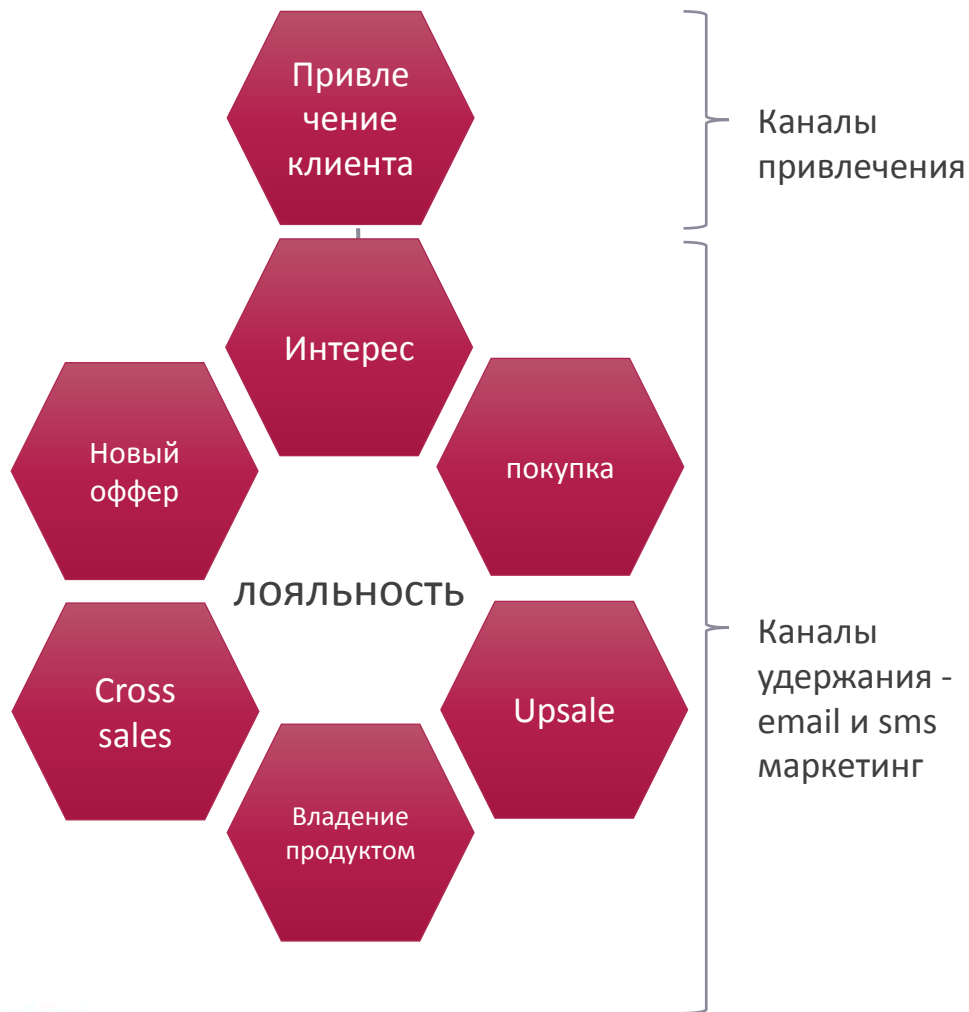 Привле
чение
клиента
Каналы
привлечения
Интерес
Новый
оффер
покупка
лояльность
Cross
sales
Upsale
Каналы
удержания -
email и sms
маркетинг
Владение
продуктом